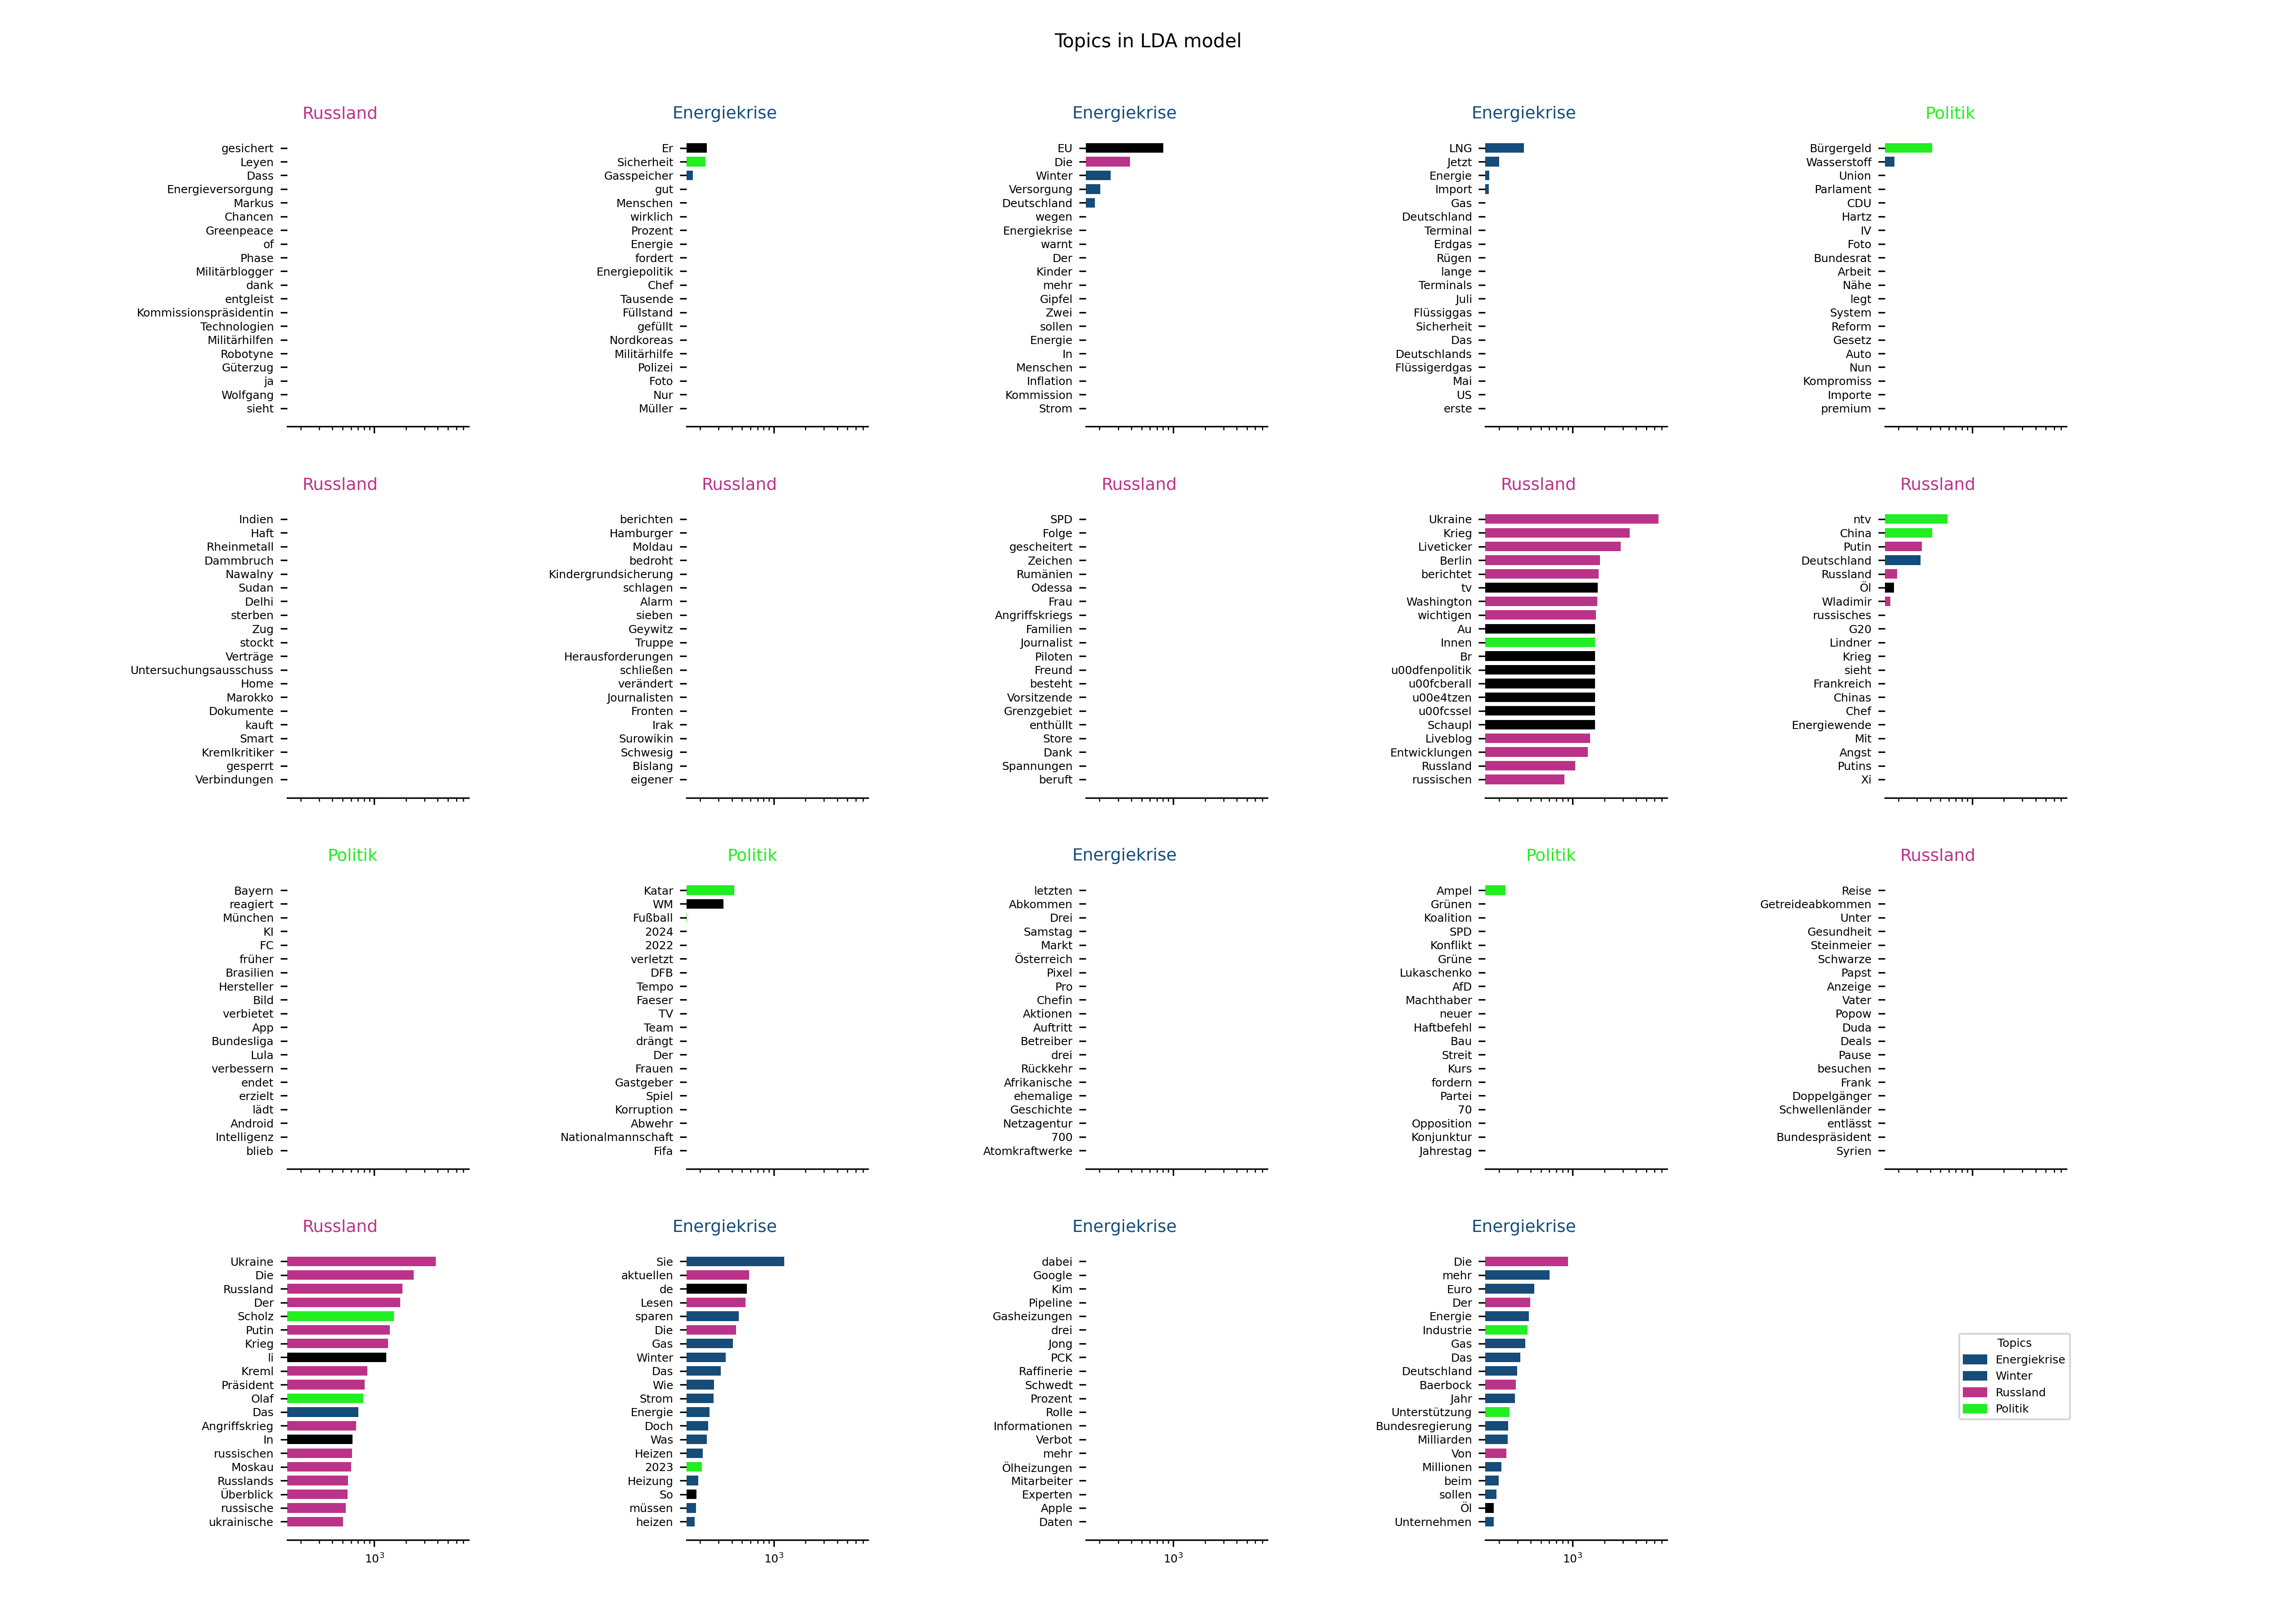 Topics in LDA model
Russland
gesichert
Leyen
Dass
Energieversorgung
Markus
Chancen
Greenpeace
of
Phase
Militärblogger
dank
entgleist
Kommissionspräsidentin
Technologien
Militärhilfen
Robotyne
Güterzug
ja
Wolfgang
sieht
Energiekrise
Er
Sicherheit
Gasspeicher
gut
Menschen
wirklich
Prozent
Energie
fordert
Energiepolitik
Chef
Tausende
Füllstand
gefüllt
Nordkoreas
Militärhilfe
Polizei
Foto
Nur
Müller
Energiekrise
EU
Die
Winter
Versorgung
Deutschland
wegen
Energiekrise
warnt
Der
Kinder
mehr
Gipfel
Zwei
sollen
Energie
In
Menschen
Inflation
Kommission
Strom
Energiekrise
LNG
Jetzt
Energie
Import
Gas
Deutschland
Terminal
Erdgas
Rügen
lange
Terminals
Juli
Flüssiggas
Sicherheit
Das
Deutschlands
Flüssigerdgas
Mai
US
erste
Politik
Bürgergeld
Wasserstoff
Union
Parlament
CDU
Hartz
IV
Foto
Bundesrat
Arbeit
Nähe
legt
System
Reform
Gesetz
Auto
Nun
Kompromiss
Importe
premium
Russland
Indien
Haft
Rheinmetall
Dammbruch
Nawalny
Sudan
Delhi
sterben
Zug
stockt
Verträge
Untersuchungsausschuss
Home
Marokko
Dokumente
kauft
Smart
Kremlkritiker
gesperrt
Verbindungen
Russland
berichten
Hamburger
Moldau
bedroht
Kindergrundsicherung
schlagen
Alarm
sieben
Geywitz
Truppe
Herausforderungen
schließen
verändert
Journalisten
Fronten
Irak
Surowikin
Schwesig
Bislang
eigener
Russland
SPD
Folge
gescheitert
Zeichen
Rumänien
Odessa
Frau
Angriffskriegs
Familien
Journalist
Piloten
Freund
besteht
Vorsitzende
Grenzgebiet
enthüllt
Store
Dank
Spannungen
beruft
Russland
Ukraine
Krieg
Liveticker
Berlin
berichtet
tv
Washington
wichtigen
Au
Innen
Br
u00dfenpolitik
u00fcberall
u00e4tzen
u00fcssel
Schaupl
Liveblog
Entwicklungen
Russland
russischen
Russland
ntv
China
Putin
Deutschland
Russland
Öl
Wladimir
russisches
G20
Lindner
Krieg
sieht
Frankreich
Chinas
Chef
Energiewende
Mit
Angst
Putins
Xi
Politik
Bayern
reagiert
München
KI
FC
früher
Brasilien
Hersteller
Bild
verbietet
App
Bundesliga
Lula
verbessern
endet
erzielt
lädt
Android
Intelligenz
blieb
Politik
Katar
WM
Fußball
2024
2022
verletzt
DFB
Tempo
Faeser
TV
Team
drängt
Der
Frauen
Gastgeber
Spiel
Korruption
Abwehr
Nationalmannschaft
Fifa
Energiekrise
letzten
Abkommen
Drei
Samstag
Markt
Österreich
Pixel
Pro
Chefin
Aktionen
Auftritt
Betreiber
drei
Rückkehr
Afrikanische
ehemalige
Geschichte
Netzagentur
700
Atomkraftwerke
Politik
Ampel
Grünen
Koalition
SPD
Konflikt
Grüne
Lukaschenko
AfD
Machthaber
neuer
Haftbefehl
Bau
Streit
Kurs
fordern
Partei
70
Opposition
Konjunktur
Jahrestag
Russland
Reise
Getreideabkommen
Unter
Gesundheit
Steinmeier
Schwarze
Papst
Anzeige
Vater
Popow
Duda
Deals
Pause
besuchen
Frank
Doppelgänger
Schwellenländer
entlässt
Bundespräsident
Syrien
Russland
Ukraine
Die
Russland
Der
Scholz
Putin
Krieg
li
Kreml
Präsident
Olaf
Das
Angriffskrieg
In
russischen
Moskau
Russlands
Überblick
russische
ukrainische
10³
Energiekrise
Sie
aktuellen
de
Lesen
sparen
Die
Gas
Winter
Das
Wie
Strom
Energie
Doch
Was
Heizen
2023
Heizung
So
müssen
heizen
10³
Energiekrise
dabei
Google
Kim
Pipeline
Gasheizungen
drei
Jong
PCK
Raffinerie
Schwedt
Prozent
Rolle
Informationen
Verbot
mehr
Ölheizungen
Mitarbeiter
Experten
Apple
Daten
10³
Energiekrise
Die
mehr
Euro
Der
Energie
Industrie
Gas
Das
Deutschland
Baerbock
Jahr
Unterstützung
Bundesregierung
Milliarden
Von
Millionen
beim
sollen
Öl
Unternehmen
10³
Topics
Energiekrise
Winter
Russland
Politik